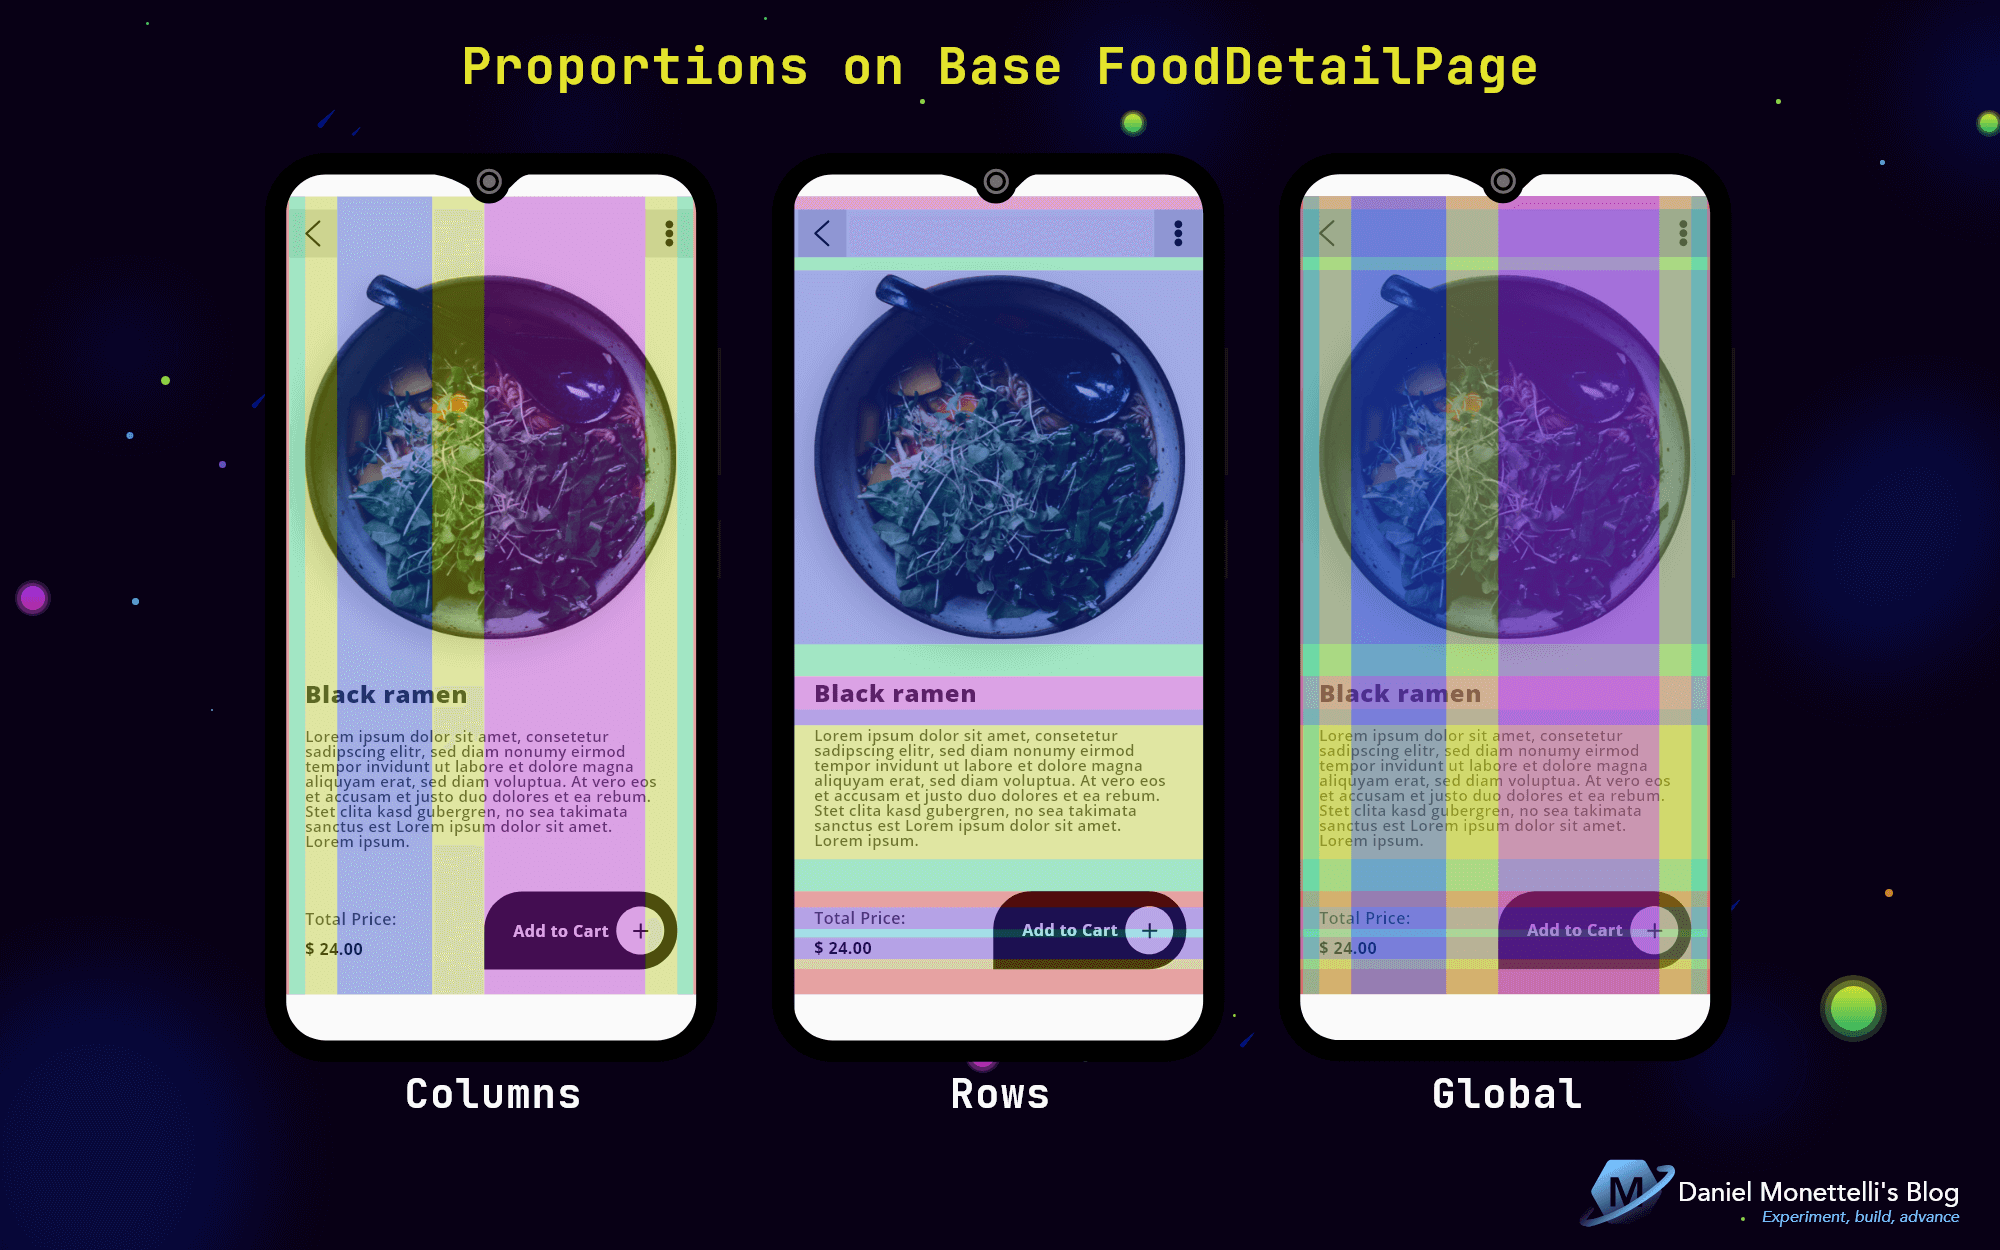 Proportions on Base FoodDetailPage
Black ramen
Lorem ipsum dolor sit amet, consetetur
sadipscing elitr, sed diam nonumy eirmod
tempor invidunt ut labore et dolore magna
aliquyam erat, sed diam voluptua. At vero eos
et accusam et justo duo dolores et ea rebum.
Stet clita kasd gubergren, no sea takimata
sanctus est Lorem ipsum dolor sit amet.
Lorem ipsum.
Total Price:
$ 24.00
Add to Cart +
Columns
Black ramen
Lorem ipsum dolor sit amet, consetetur
sadipscing elitr, sed diam nonumy eirmod
tempor invidunt ut labore et dolore magna
aliquyam erat, sed diam voluptua. At vero eos
et accusam et justo duo dolores et ea rebum.
Stet clita kasd gubergren, no sea takimata
sanctus est Lorem ipsum dolor sit amet.
Lorem ipsum.
Total Price:
$ 24.00
Add to Cart +
Rows
Black ramen
Lorem ipsum dolor sit amet, consetetur
sadipscing elitr, sed diam nonumy eirmod
tempor invidunt ut labore et dolore magna
aliquyam erat, sed diam voluptua. At vero eos
et accusam et justo duo dolores et ea rebum.
Stet clita kasd gubergren, no sea takimata
sanctus est Lorem ipsum dolor sit amet.
Lorem ipsum.
Total Price:
$ 24.00
Add to Cart +
Global
M
Daniel Monettelli's Blog
Experiment, build, advance